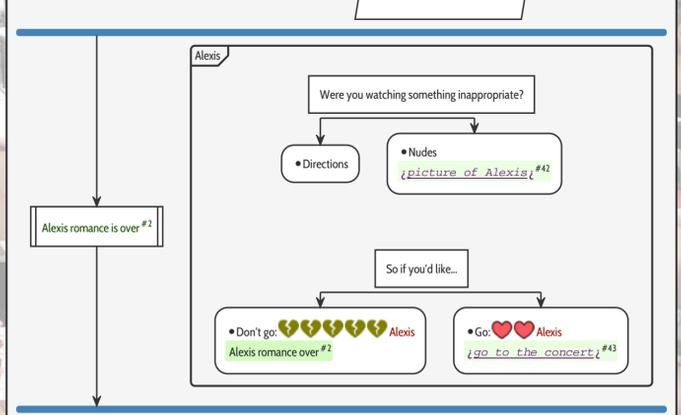 Alexis
Were you watching something inappropriate?
•Directions
•Nudes
¿picture of Alexis¿#42
Alexis romance is over#2
So if you'd like...
•Don't go: Alexis
Alexis romance over#2
•Go: Alexis
¿go to the concert¿#43